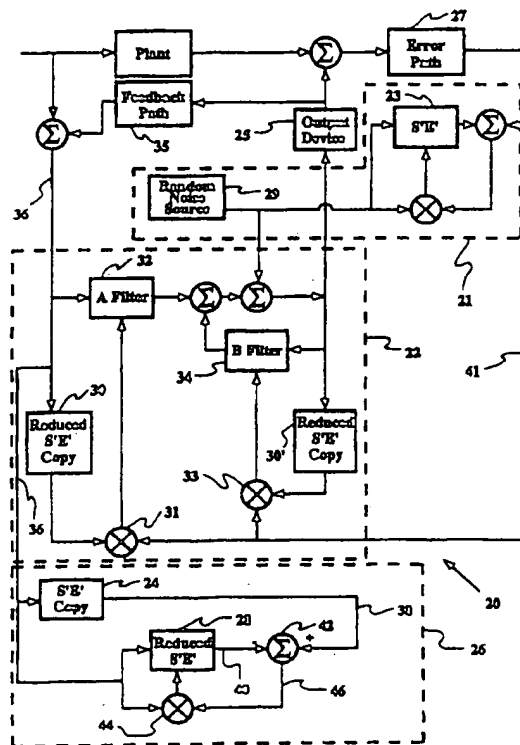 27
Plant
Σ
Error
Path
Feedback
Path
35
25
Output
Device
23
S'E'
Σ
Σ
36
Random
Noise
Source
29
21
32
A Filter
Σ
Σ
22
B Filter
34
41
30
Reduced
S'E'
Copy
30'
Reduced
S'E'
Copy
33
36
31
20
24
S'E'
Copy
28
Reduced
S'E'
42
Σ
+
30
26
46
44